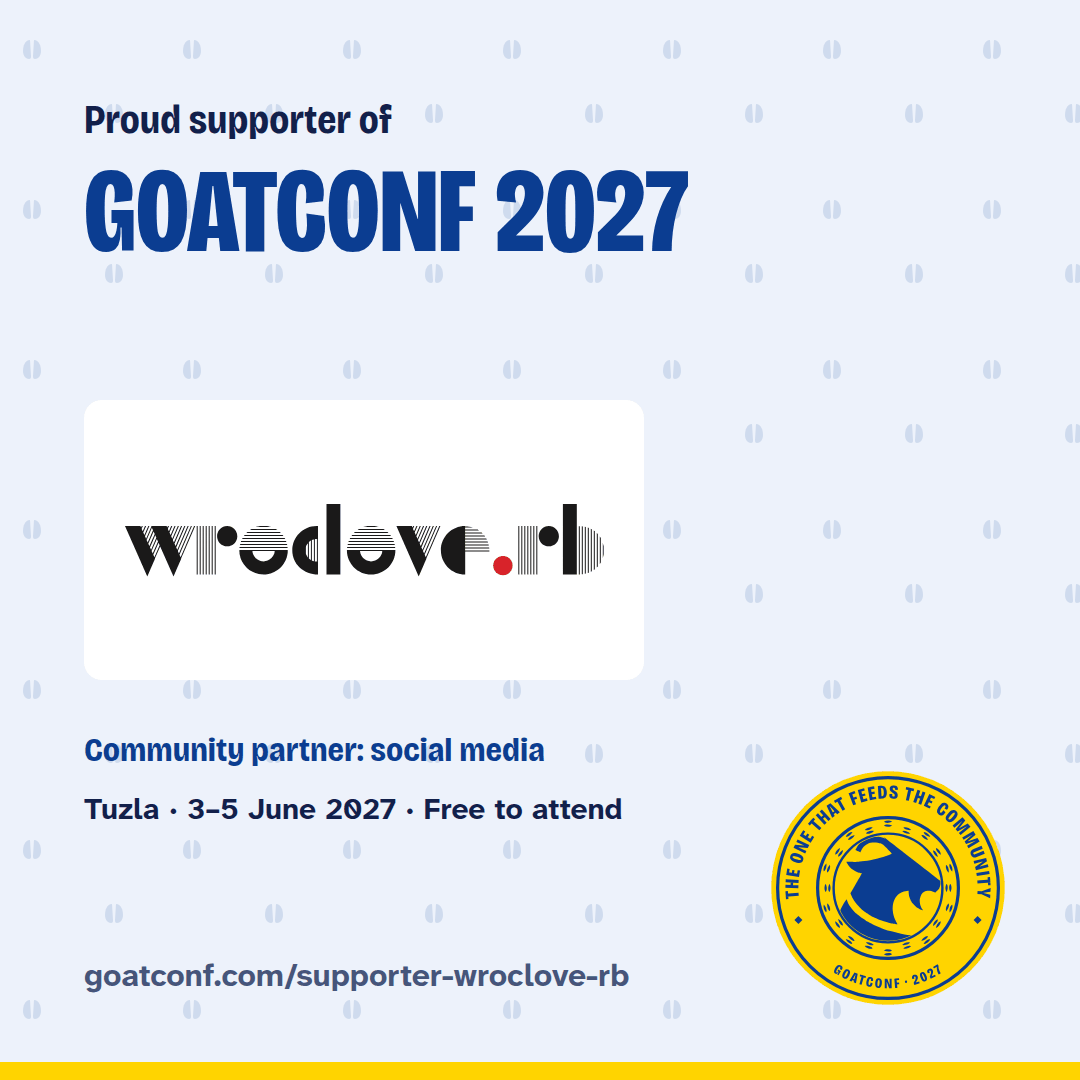 Proud supporter of
GOATCONF 2027
wroclove.rb
Community partner: social media
Tuzla · 3–5 June 2027 · Free to attend
THE ONE THAT FEEDS THE COMMUNITY
GOATCONF · 2027
goatconf.com/supporter-wroclove-rb